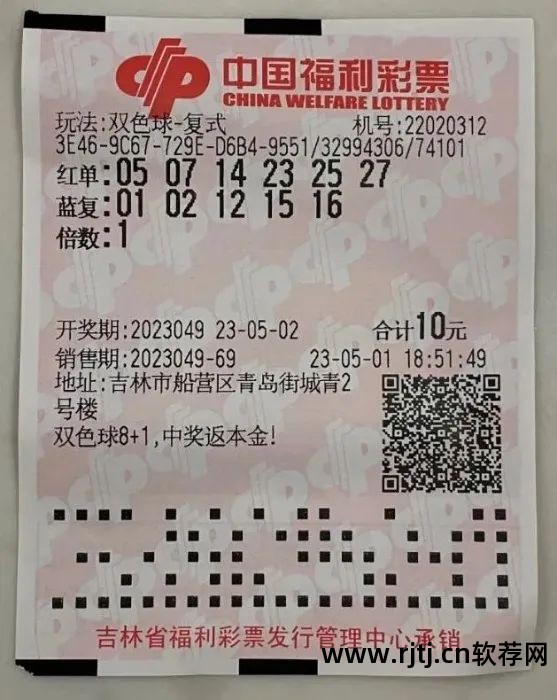 中国福利彩票
CHINA WELFARE LOTTERY
玩法:双色球-复式 机号:22020312
3E46-9C67-729E-D6B4-9551/32994306/74101
红单:05 07 14 23 25 27
蓝复:01 02 12 15 16
倍数:1
开奖期:2023049 23-05-02 合计10元
销售期:2023049-69 23-05-01 18:51:49
地址:吉林市船营区青岛街城青2
号楼
双色球8+1,中奖返本金!
吉林省福利彩票发行管理中心承销
www.rjtj.cn软荐网